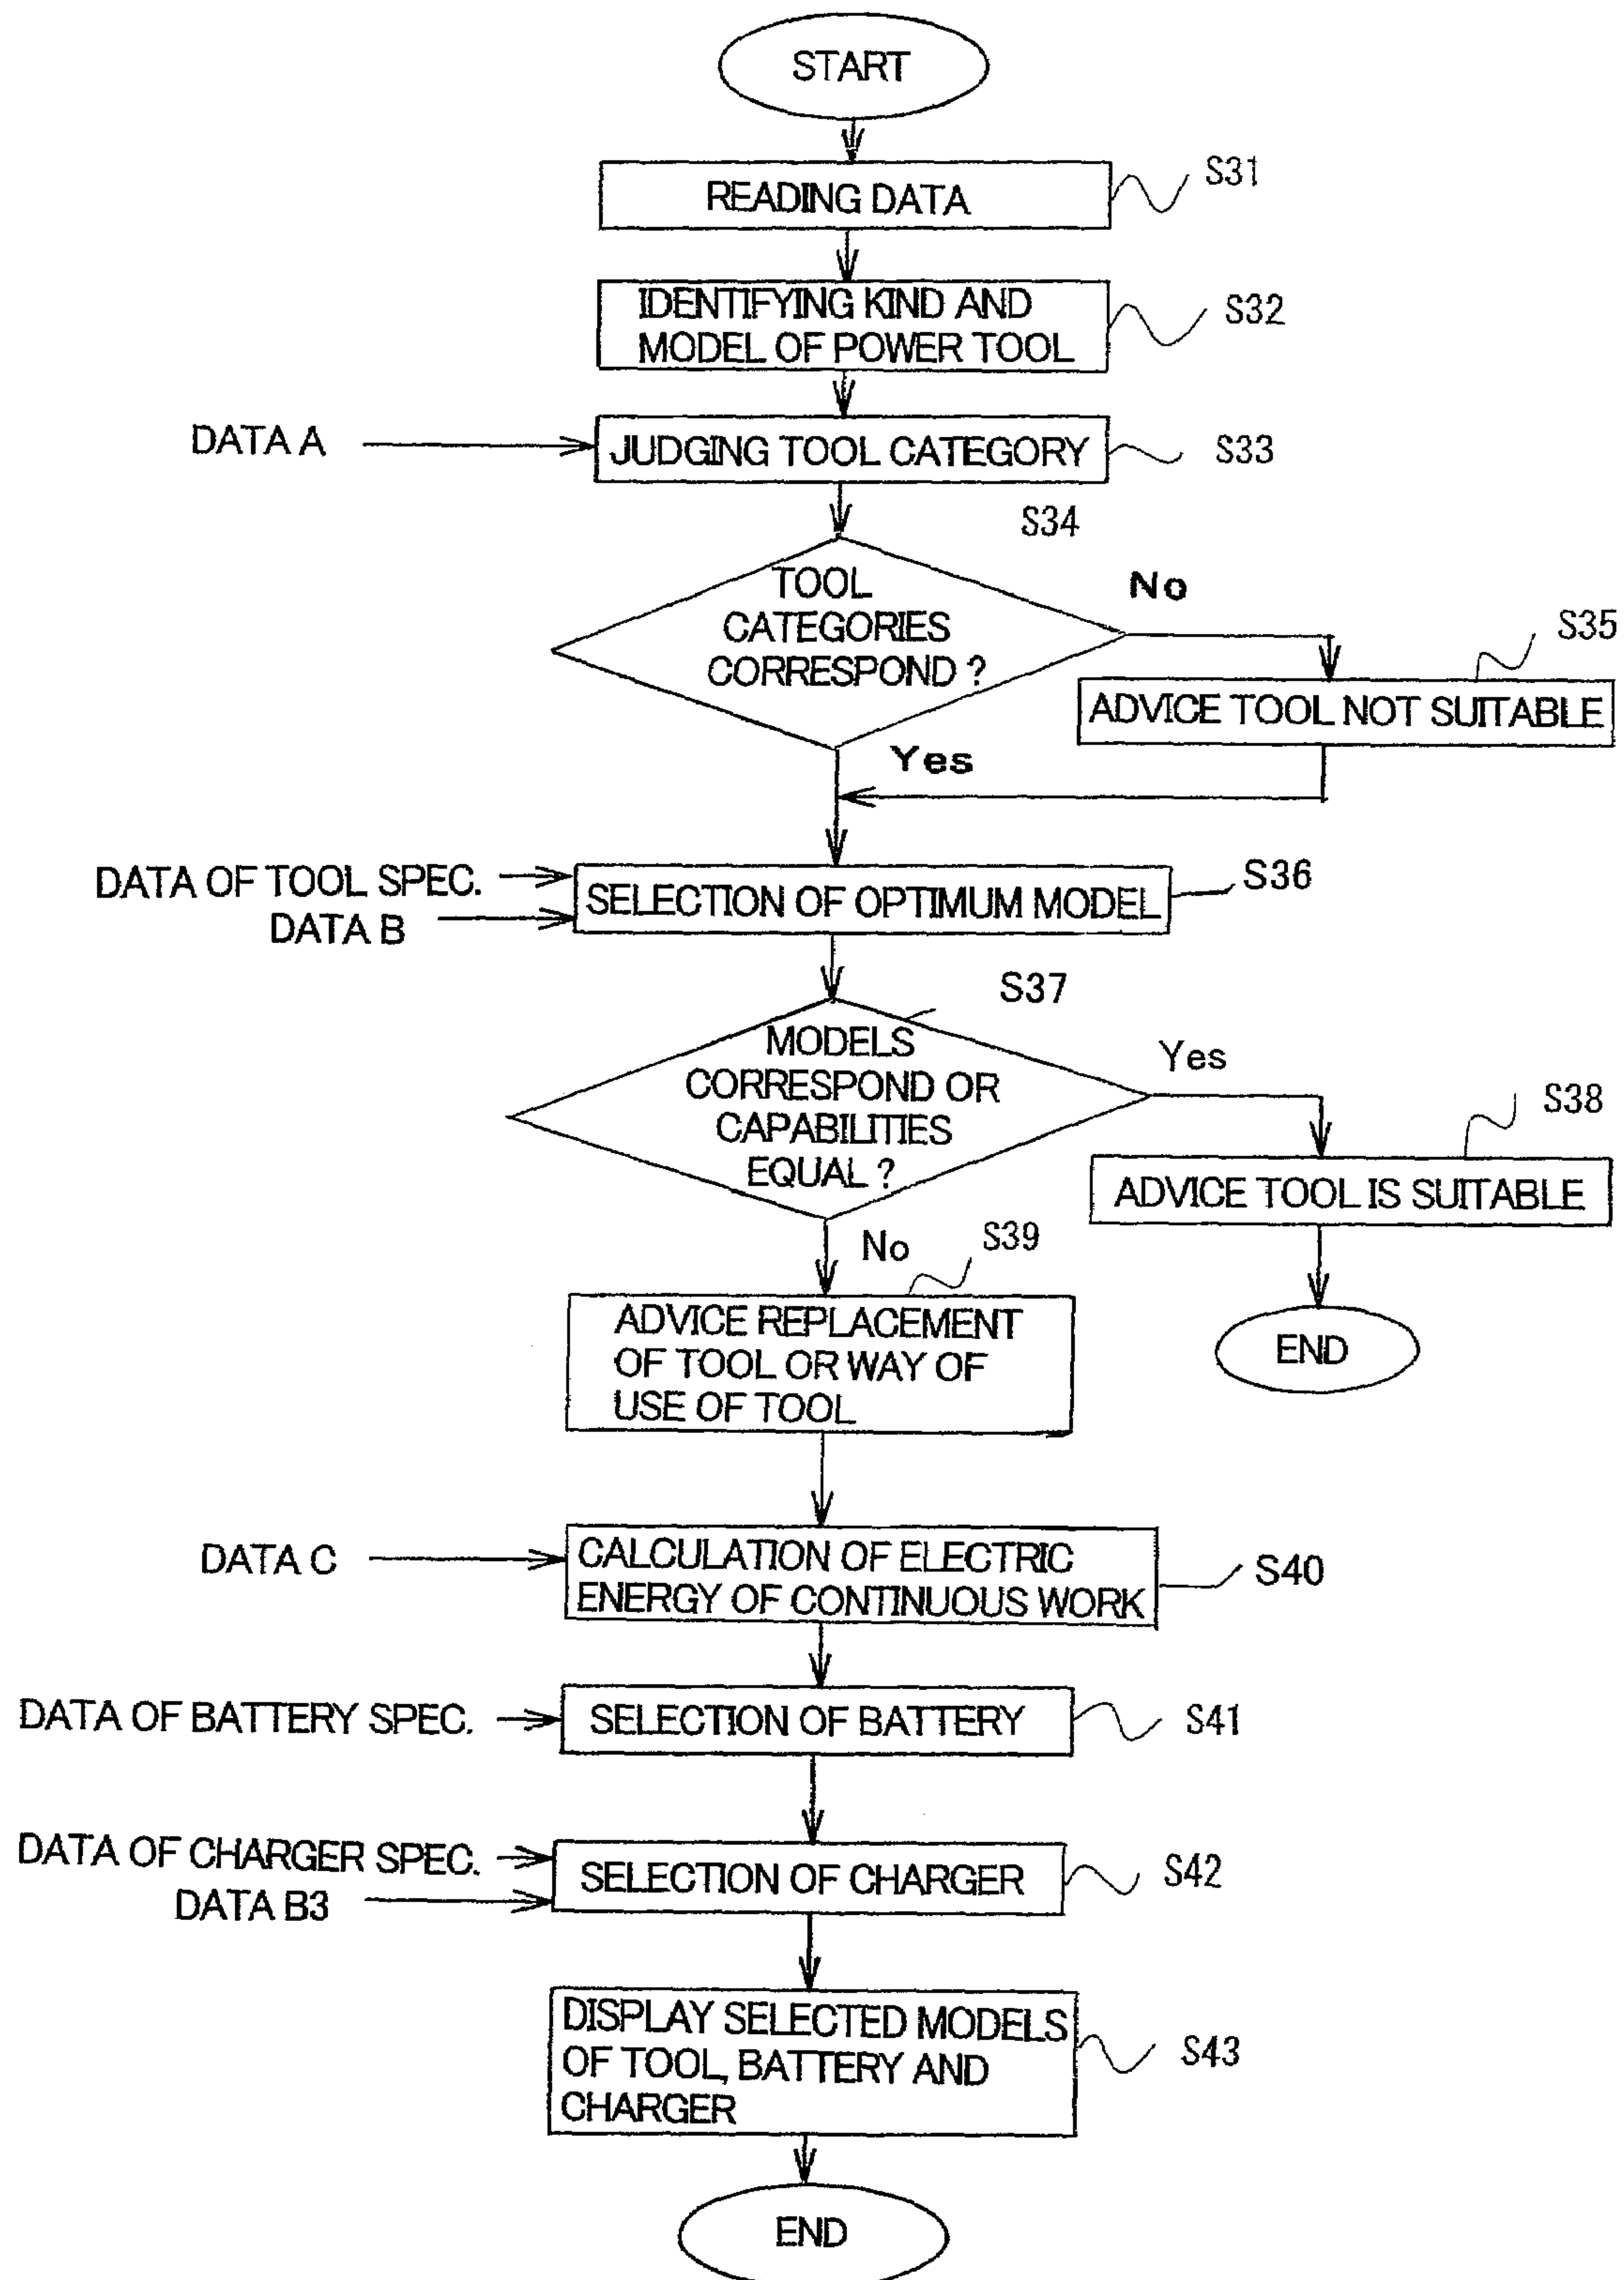 START
READING DATA
S31
IDENTIFYING KIND AND
MODEL OF POWER TOOL
S32
DATA A
JUDGING TOOL CATEGORY
S33
S34
TOOL
CATEGORIES
CORRESPOND ?
No
S35
ADVICE TOOL NOT SUITABLE
Yes
DATA OF TOOL SPEC.
DATA B
SELECTION OF OPTIMUM MODEL
S36
S37
MODELS
CORRESPOND OR
CAPABILITIES
EQUAL ?
Yes
S38
ADVICE TOOL IS SUITABLE
END
No
S39
ADVICE REPLACEMENT
OF TOOL OR WAY OF
USE OF TOOL
DATA C
CALCULATION OF ELECTRIC
ENERGY OF CONTINUOUS WORK
S40
DATA OF BATTERY SPEC.
SELECTION OF BATTERY
S41
DATA OF CHARGER SPEC.
DATA B3
SELECTION OF CHARGER
S42
DISPLAY SELECTED MODELS
OF TOOL, BATTERY AND
CHARGER
S43
END